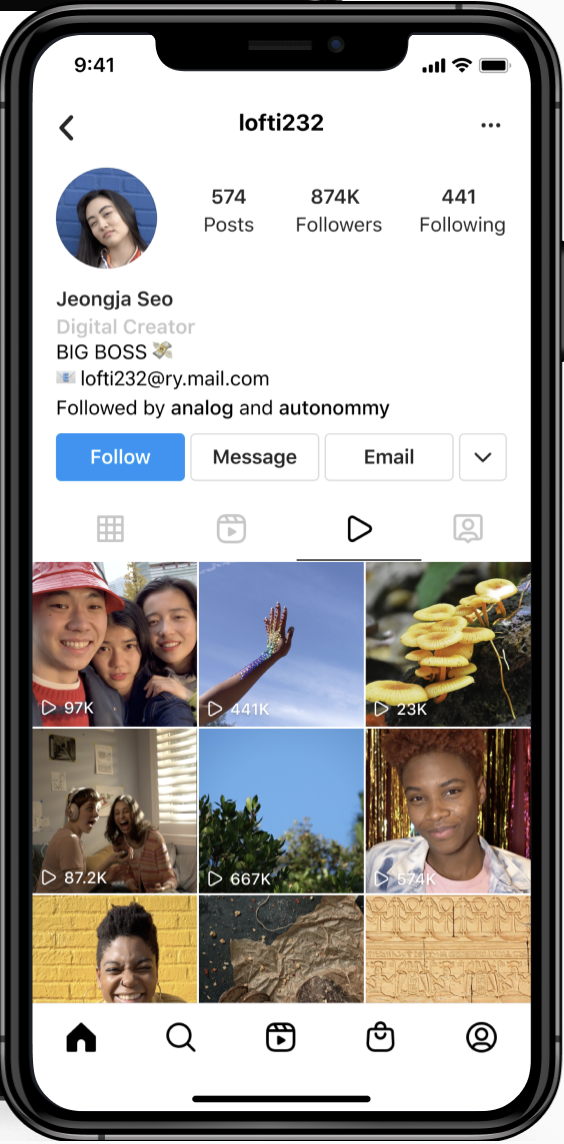 9:41
lofti232
574 874K 441
Posts Followers Following
Jeongja Seo
Digital Creator
BIG BOSS 💸
📧 lofti232@ry.mail.com
Followed by analog and autonommy
Follow Message Email
97K 441K 23K
87.2K 667K 574K